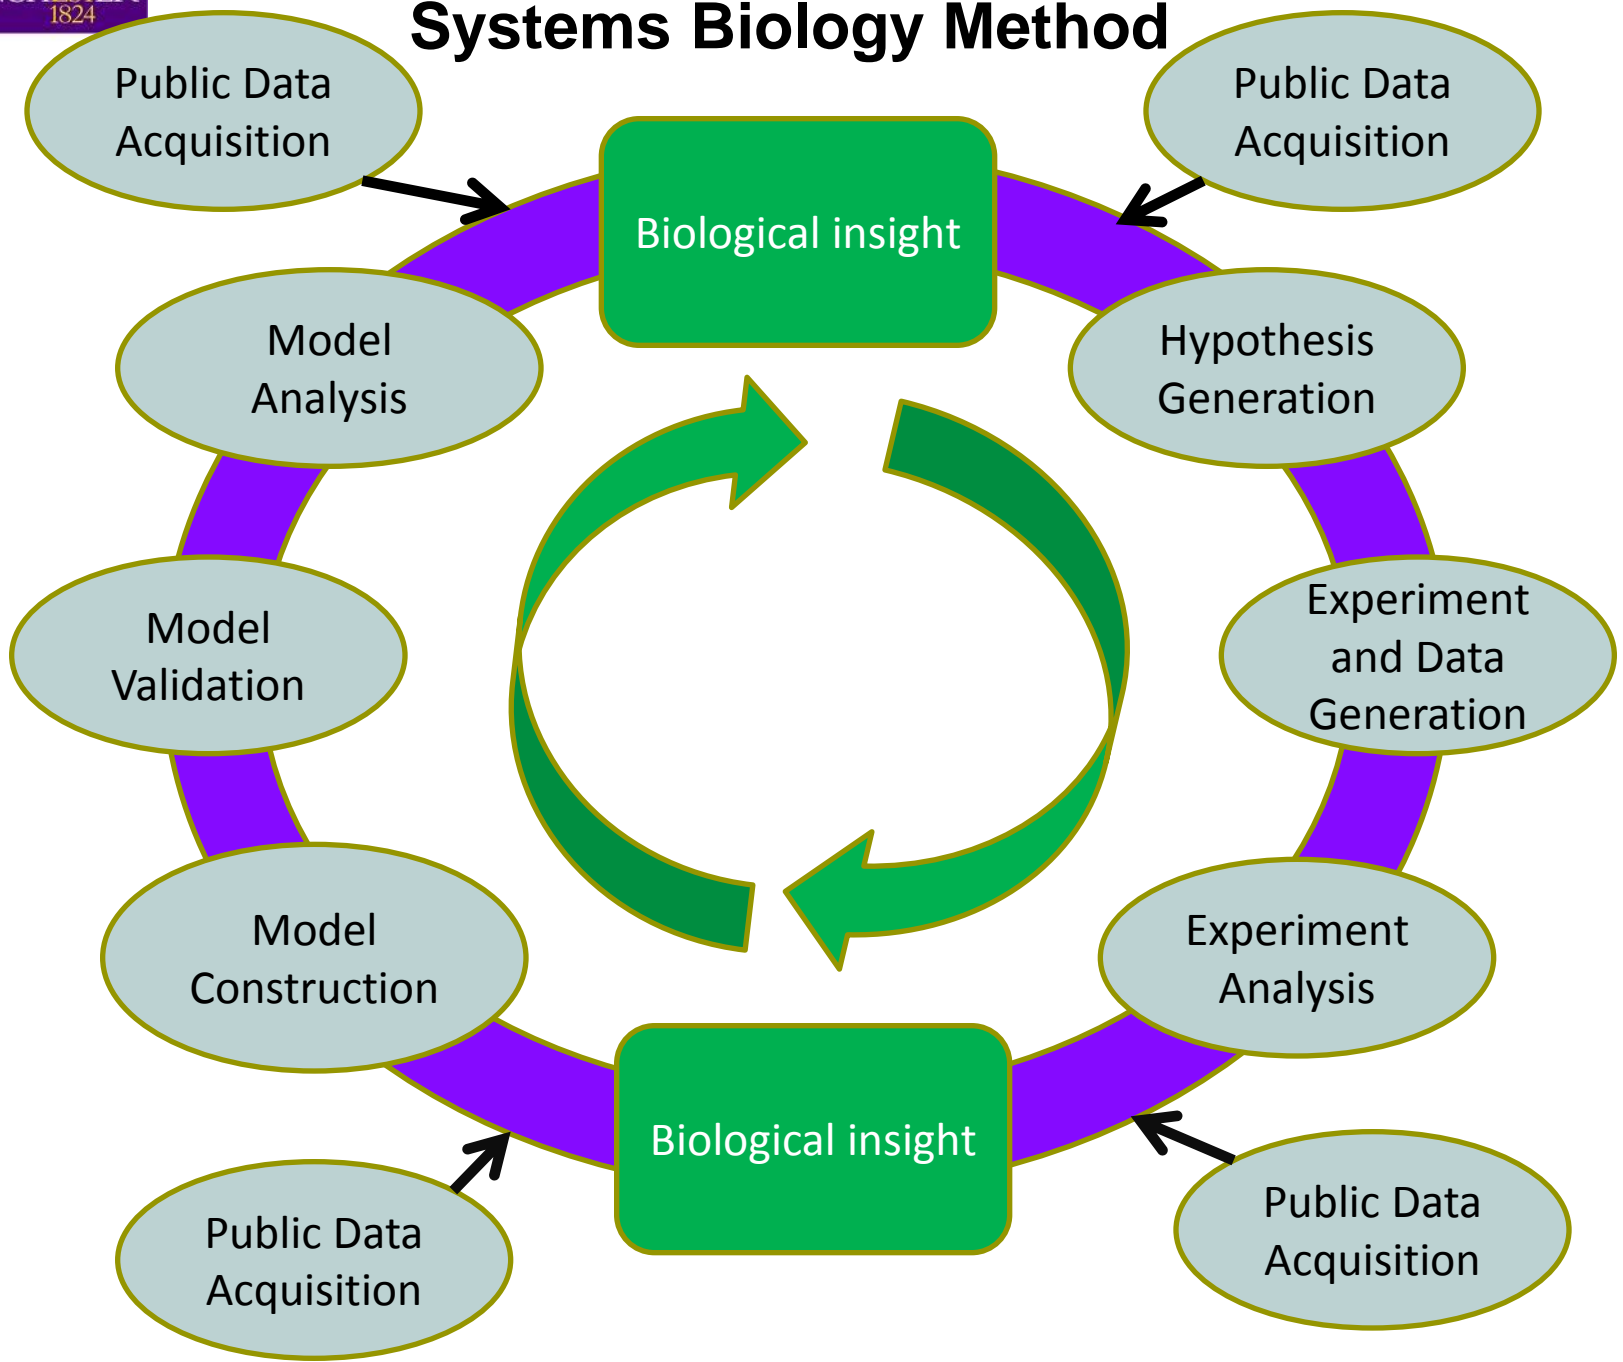 1824
Systems Biology Method
Public Data
Acquisition
Public Data
Acquisition
Biological insight
Model
Analysis
Hypothesis
Generation
Model
Validation
Experiment
and Data
Generation
Model
Construction
Experiment
Analysis
Biological insight
Public Data
Acquisition
Public Data
Acquisition